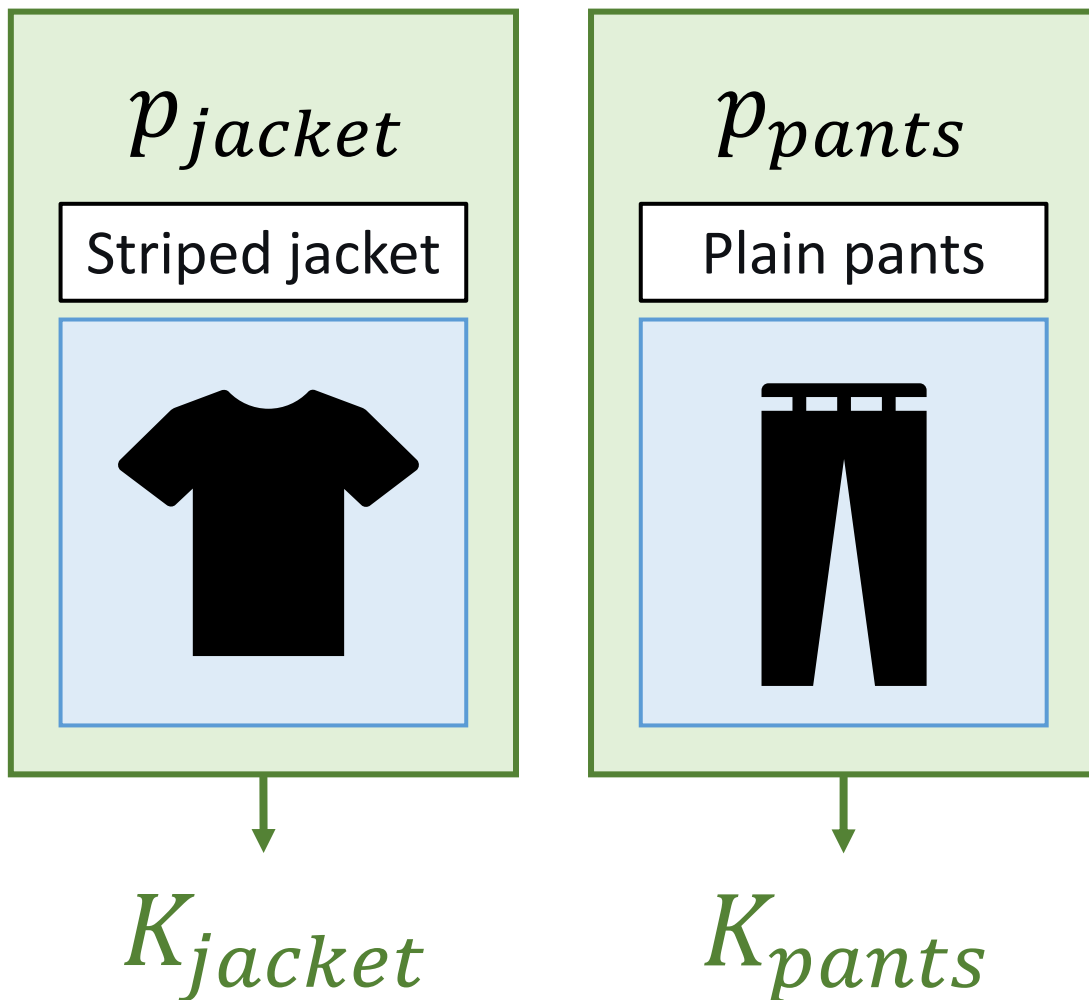 p_jacket
Striped jacket
K_jacket
p_pants
Plain pants
K_pants